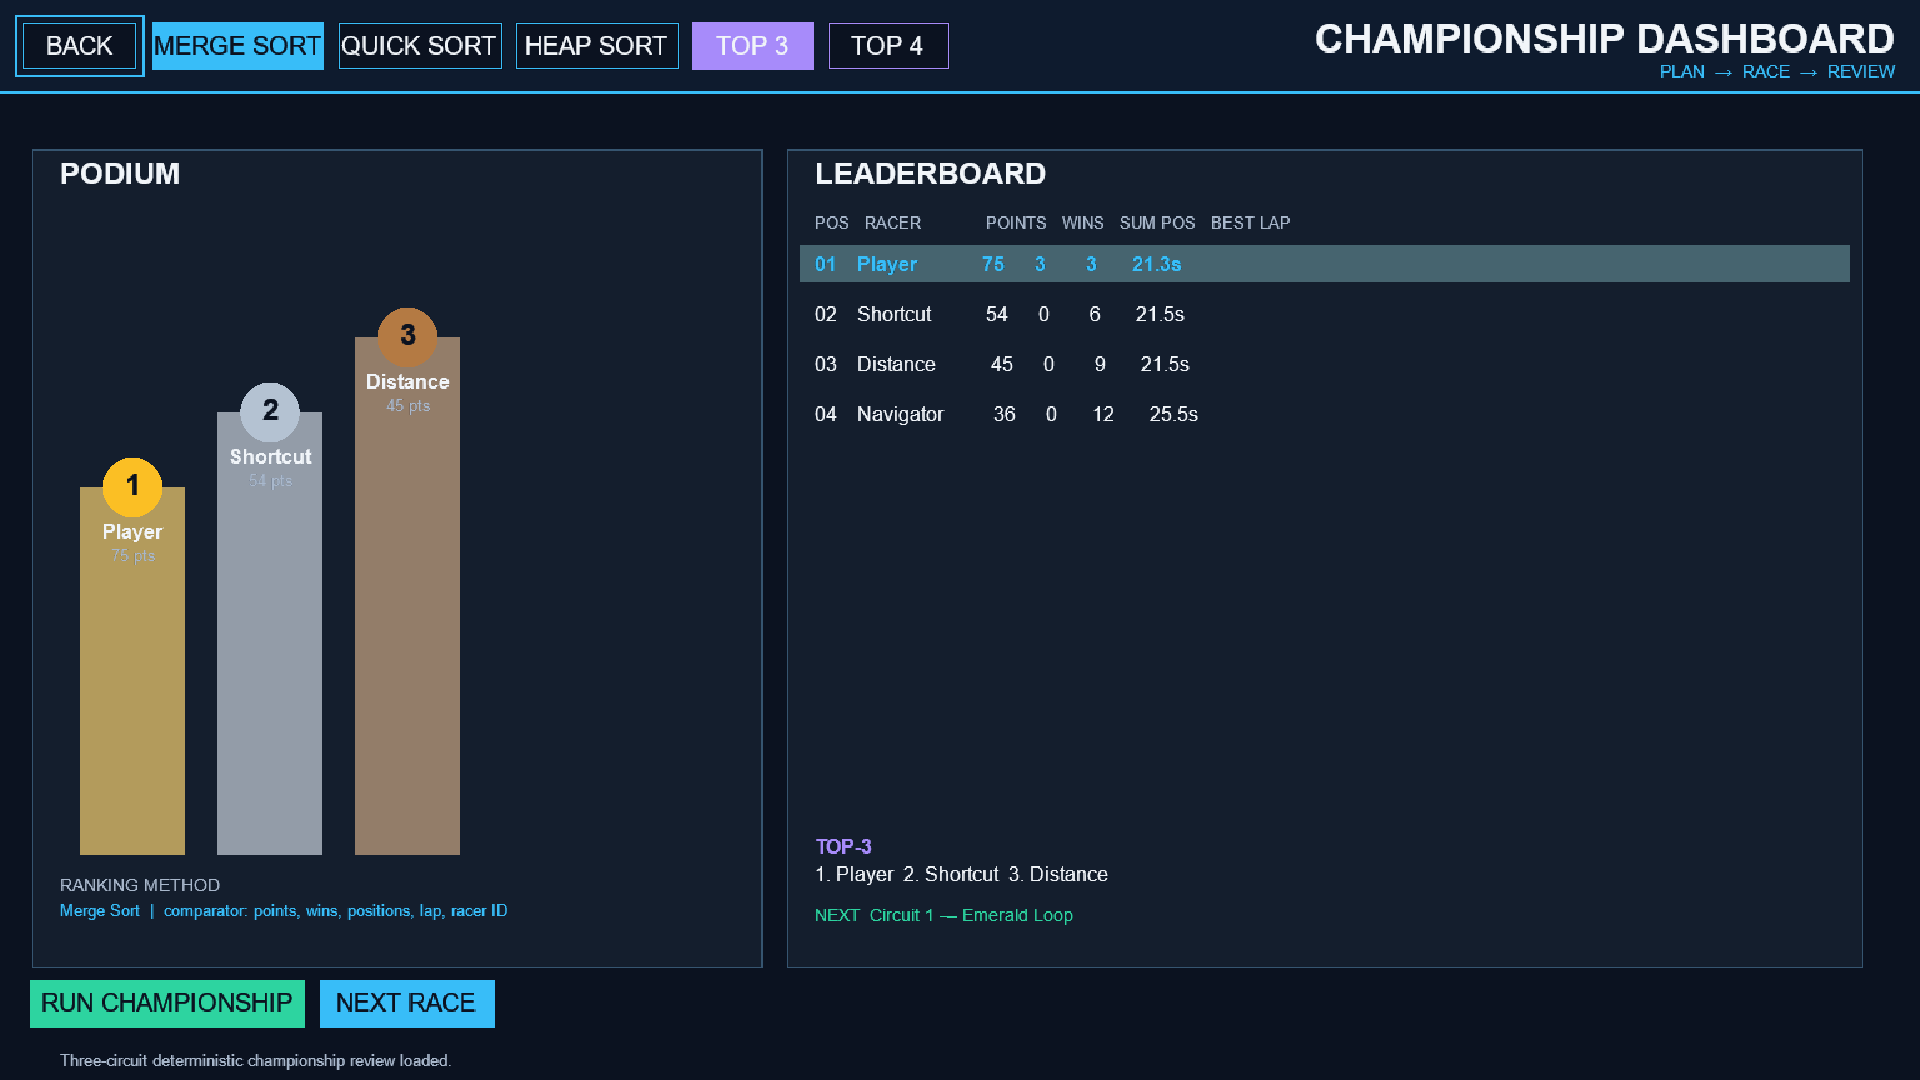 BACK MERGE SORT QUICK SORT HEAP SORT TOP 3 TOP 4
CHAMPIONSHIP DASHBOARD
PLAN → RACE → REVIEW
PODIUM
3
Distance
45 pts
2
Shortcut
54 pts
1
Player
75 pts
RANKING METHOD
Merge Sort | comparator: points, wins, positions, lap, racer ID
LEADERBOARD
POS RACER POINTS WINS SUM POS BEST LAP
01 Player 75 3 3 21.3s
02 Shortcut 54 0 6 21.5s
03 Distance 45 0 9 21.5s
04 Navigator 36 0 12 25.5s
TOP-3
1. Player 2. Shortcut 3. Distance
NEXT Circuit 1 — Emerald Loop
RUN CHAMPIONSHIP NEXT RACE
Three-circuit deterministic championship review loaded.